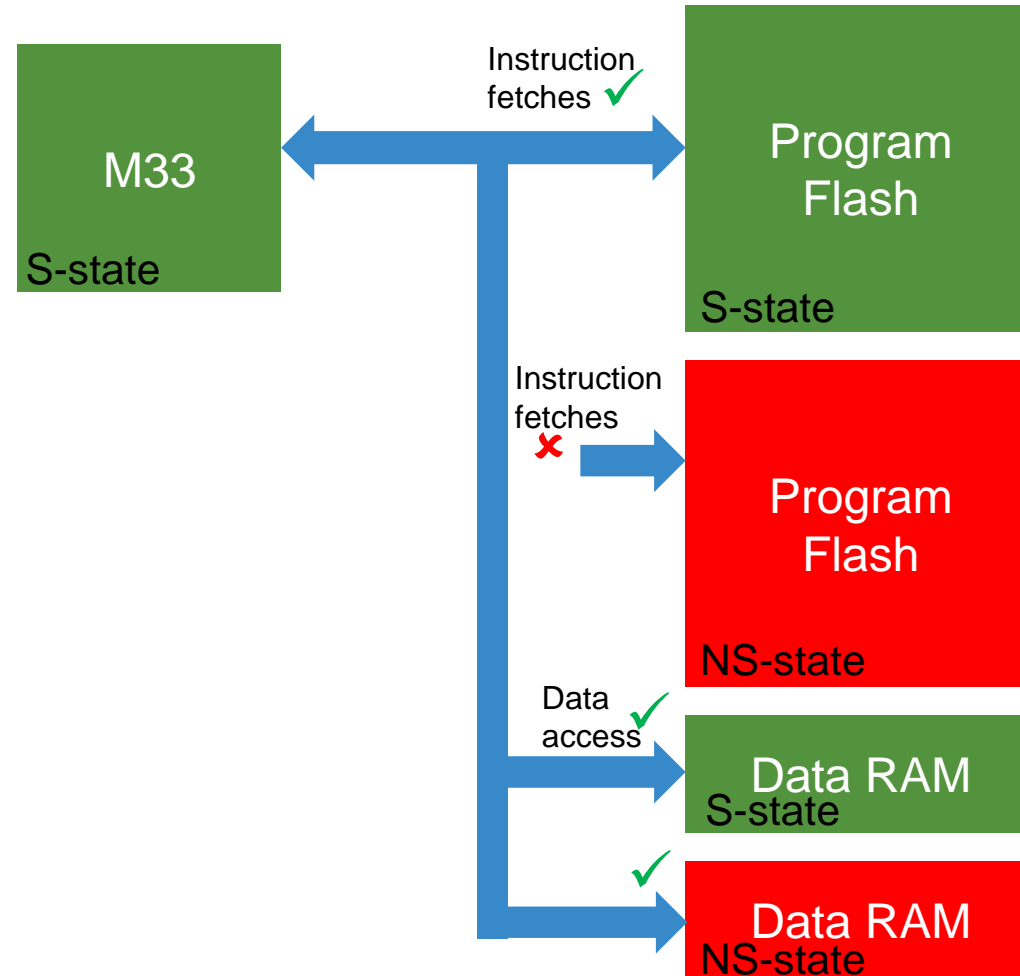 Instruction
fetches
M33
S-state
Program
Flash
S-state
Instruction
fetches
Program
Flash
NS-state
Data
access
Data RAM
S-state
Data RAM
NS-state